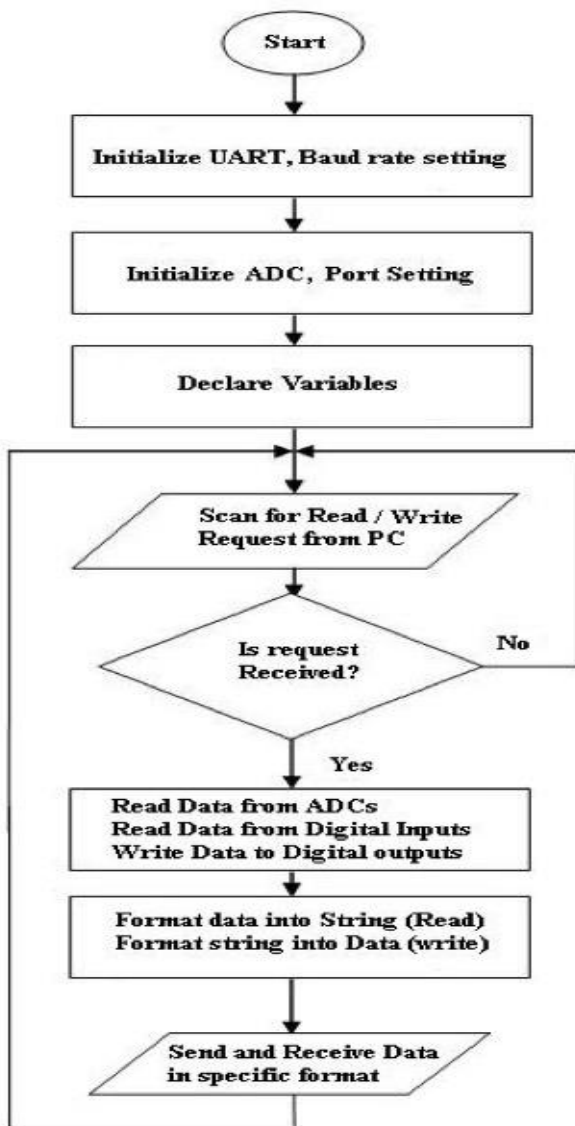 Start
Initialize UART, Baud rate setting
Initialize ADC, Port Setting
Declare Variables
Scan for Read / Write
Request from PC
Is request
Received?
No
Yes
Read Data from ADCs
Read Data from Digital Inputs
Write Data to Digital outputs
Format data into String (Read)
Format string into Data (write)
Send and Receive Data
in specific format